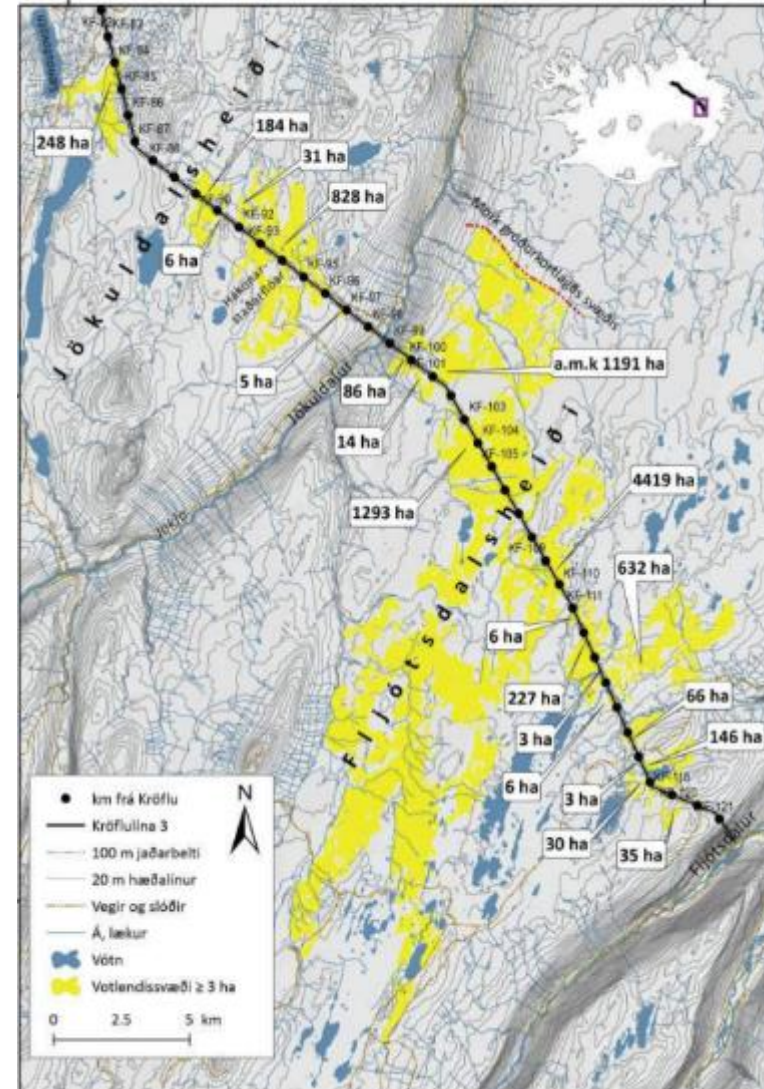 KF-84
KF-85
KF-86
KF-87
KF-88
248 ha
184 ha
31 ha
828 ha
6 ha
KF-92
KF-93
KF-95
KF-96
KF-97
KF-99
KF-100
KF-101
Jökuldalsheiði
Jökuldalur
Mörk gróðurkortlagðs svæðis
5 ha
86 ha
14 ha
a.m.k 1191 ha
KF-103
KF-104
KF-105
1293 ha
4419 ha
632 ha
KF-110
KF-111
6 ha
227 ha
3 ha
6 ha
66 ha
146 ha
3 ha
30 ha
35 ha
Fljótsdalsheiði
Fljótsdalur
km frá Kröflu
N
Kröflulína 3
100 m jaðarbelti
20 m hæðalínur
Vegir og slóðir
Á, lækur
Vötn
Votlendissvæði ≥ 3 ha
0 2.5 5 km